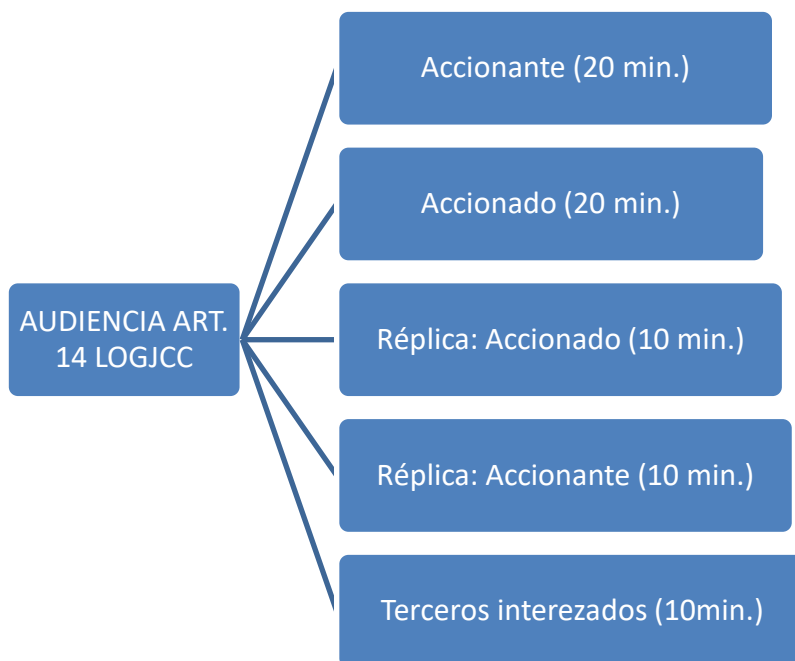 Accionante (20 min.)
Accionado (20 min.)
AUDIENCIA ART.
14 LOGJCC
Réplica: Accionado (10 min.)
Réplica: Accionante (10 min.)
Terceros interezados (10min.)